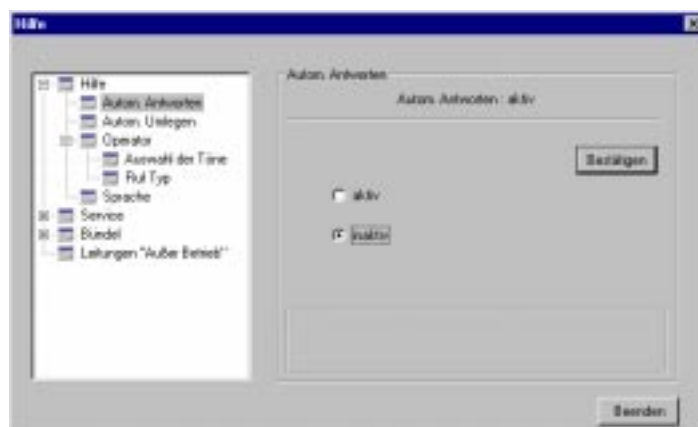 Hilfe
Hilfe
Autom. Antworten
Autom. Umlegen
Operator
Auswahl der Töne
Ruf Typ
Sprache
Service
Bündel
Leitungen "Außer Betrieb"
Autom. Antworten
Autom. Antworten : aktiv
Bestätigen
aktiv
inaktiv
Beenden